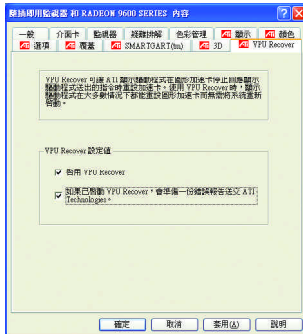 隨插即用監視器 和 RADEON 9600 SERIES 內容
一般 介面卡 監視器 疑難排解 色彩管理 ATI 顯示 ATI 顏色
ATI 選項 ATI 覆蓋 ATI SMARTGART(tm) ATI 3D ATI VPU Recover
VPU Recover 可讓 ATI 顯示驅動程式在圖形加速卡停止回應顯示
驅動程式送出的指令時重設加速卡。使用 VPU Recover 時，顯示
驅動程式在大多數情況下都能重設圖形加速卡而無需將系統重新
啟動。
VPU Recover 設定值
啟用 VPU Recover
如果已啟動 VPU Recover，會準備一份錯誤報告送交 ATI
Technologies。
確定 取消 套用(A) 說明